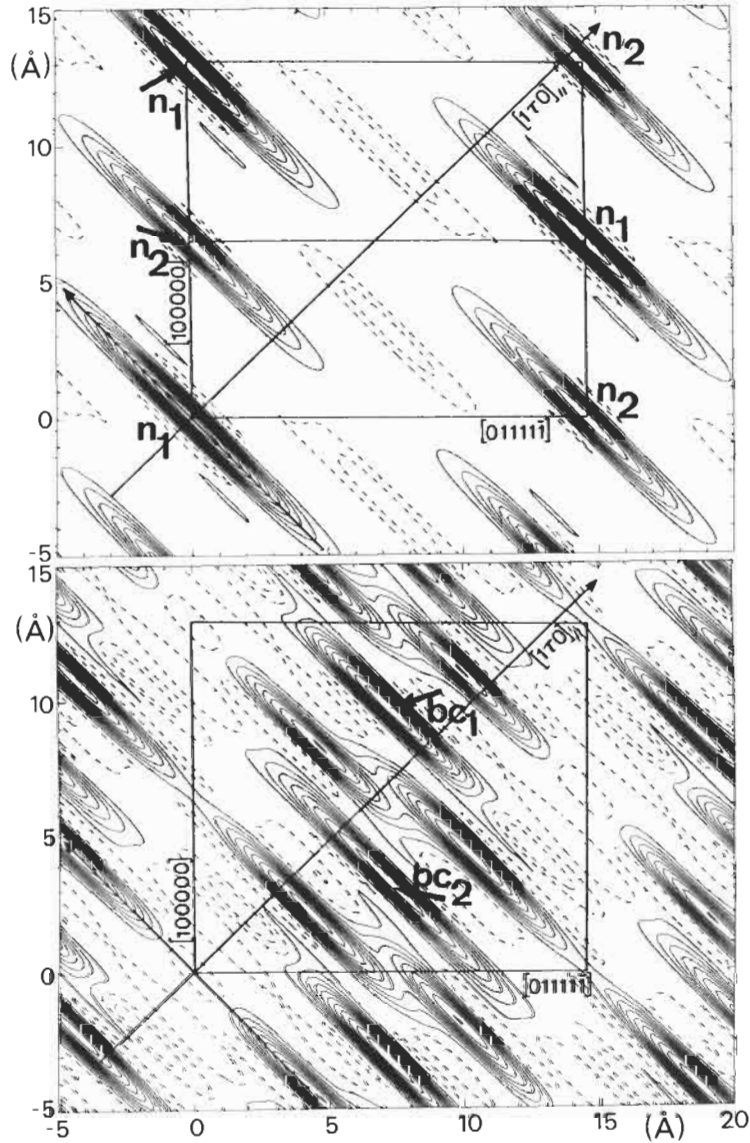 15
(Å)
n2
n1
[1τ0]//
10
n1
n2
[100000]
5
n2
n1
0
[01111ī]
-5
15
(Å)
[1τ0]//
10
bc1
5
bc2
[100000]
0
[01111ī]
-5
-5 0 5 10 15 (Å) 20